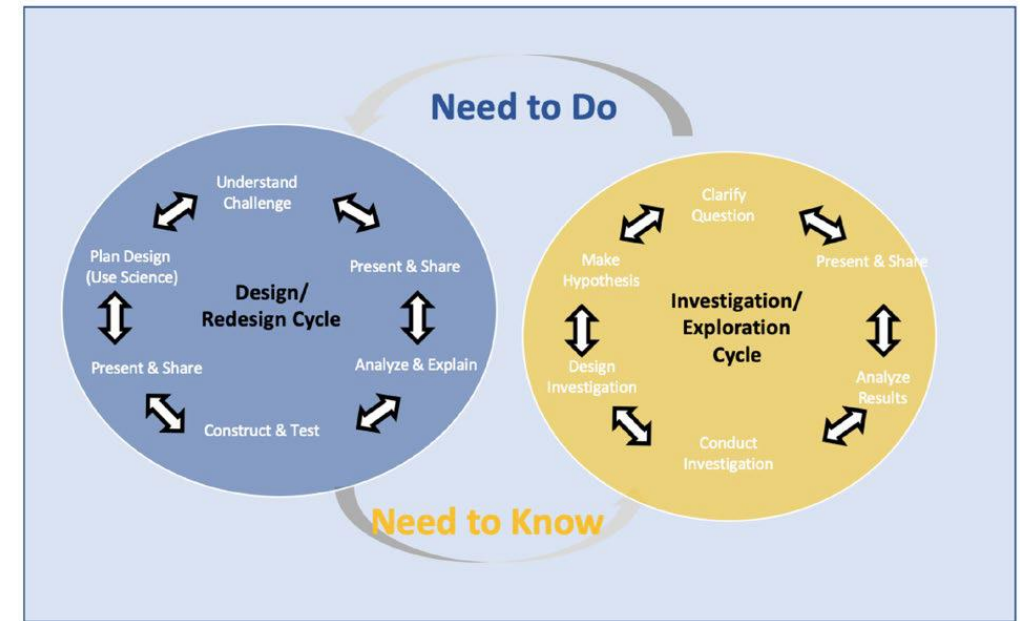 Need to Do
Understand
Challenge
Plan Design
(Use Science)
Present & Share
Design/
Redesign Cycle
Present & Share
Analyze & Explain
Construct & Test
Clarify
Question
Make
Hypothesis
Present & Share
Investigation/
Exploration
Cycle
Design
Investigation
Analyze
Results
Conduct
Investigation
Need to Know